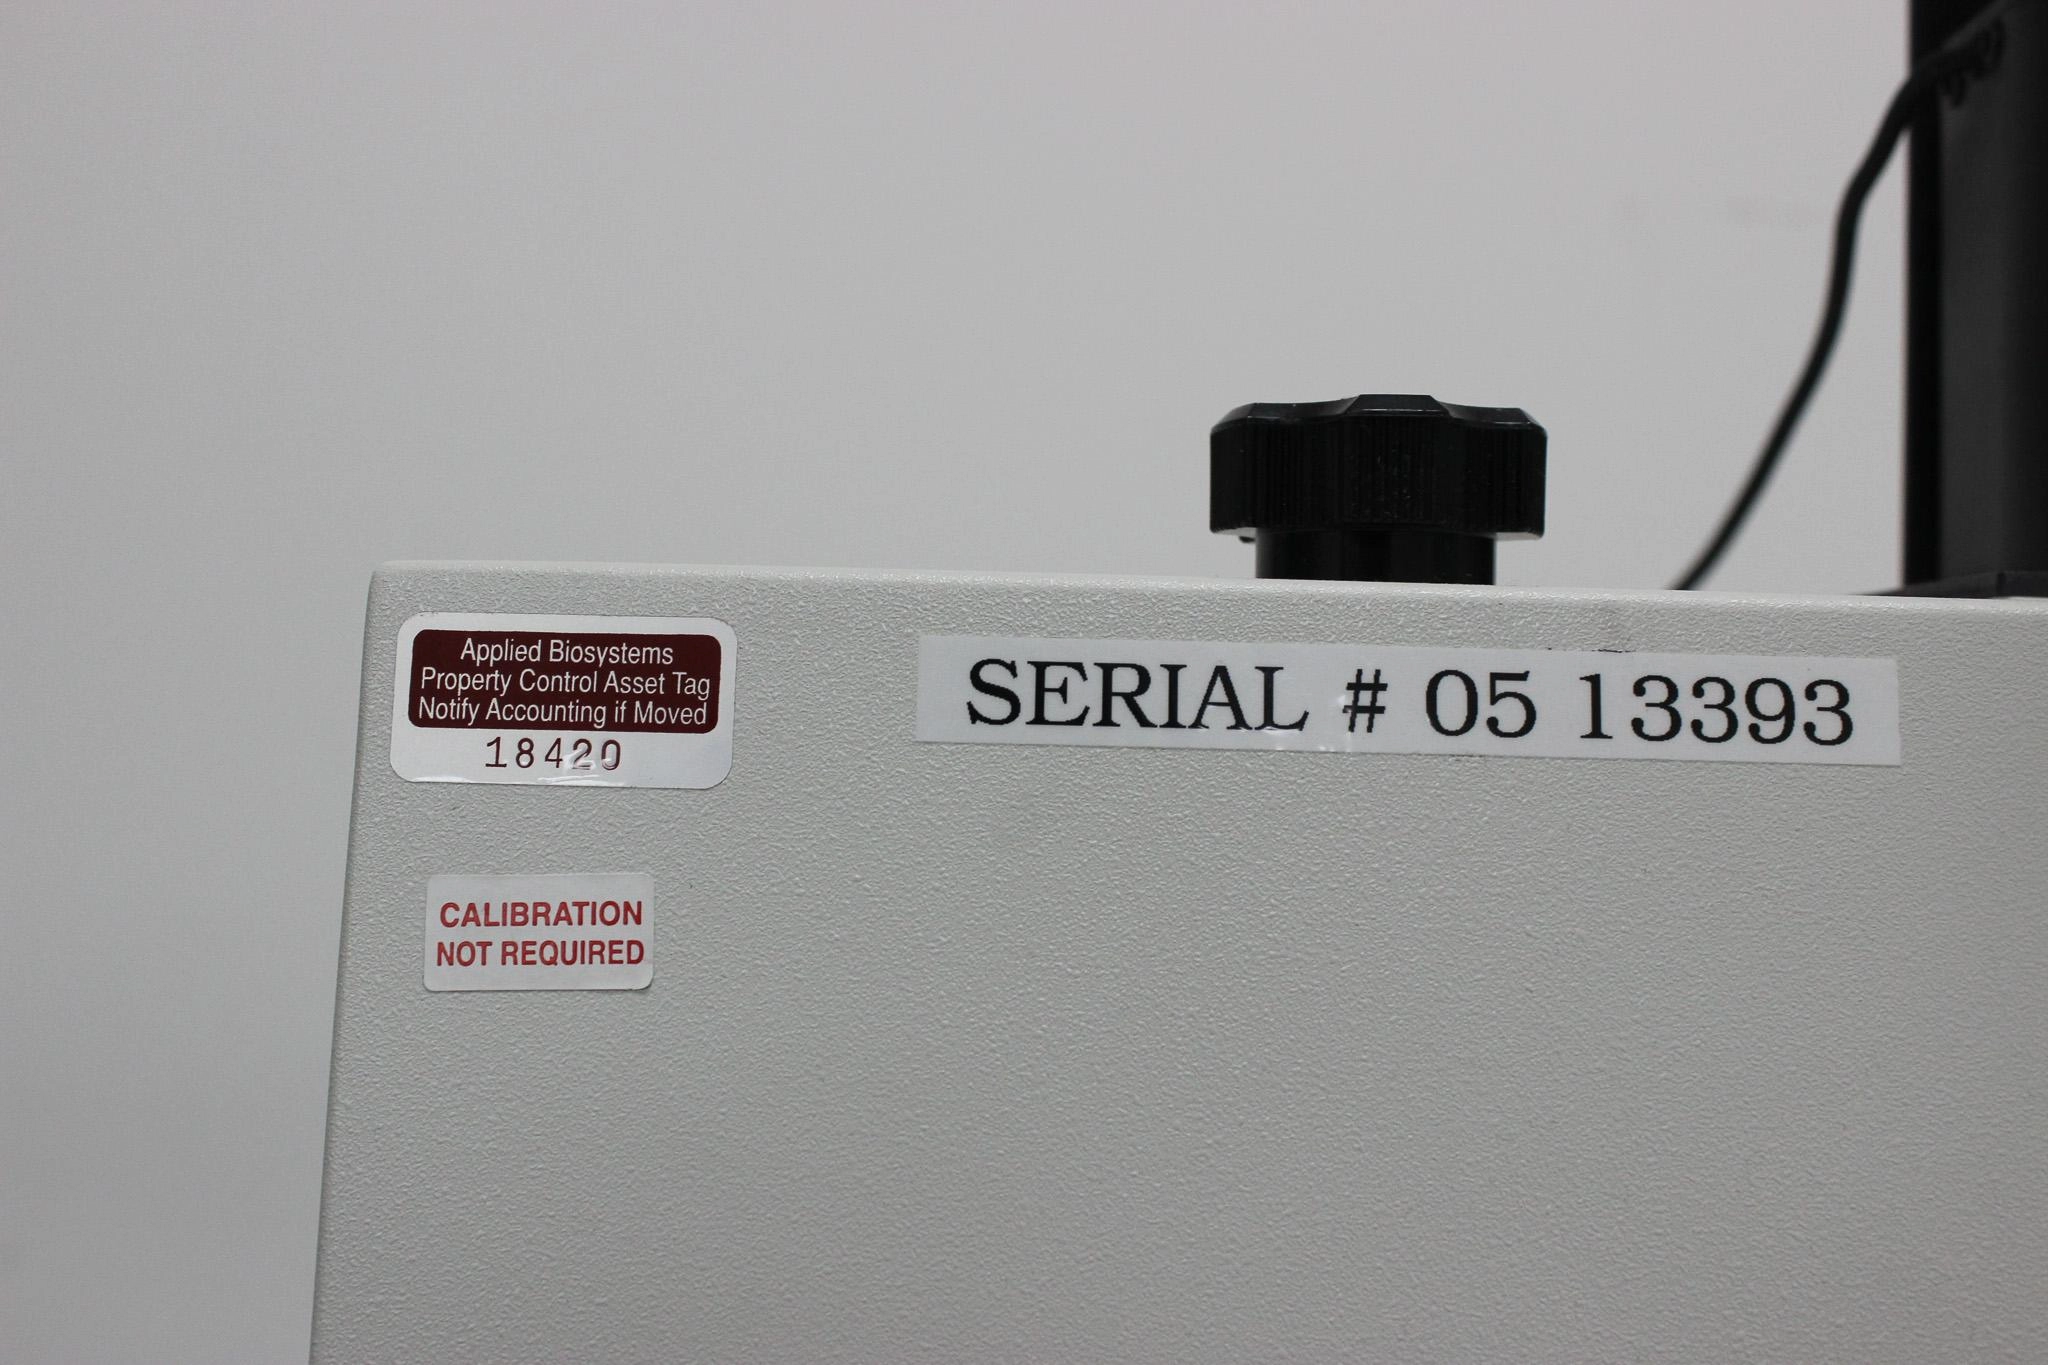 Applied Biosystems
Property Control Asset Tag
Notify Accounting if Moved
18420
SERIAL # 05 13393
CALIBRATION
NOT REQUIRED